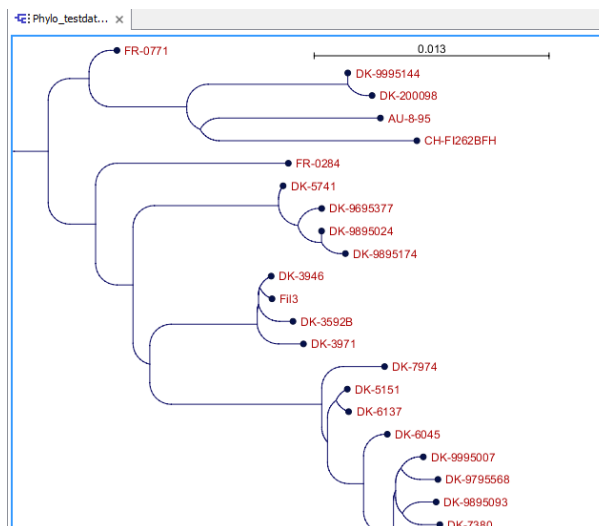 Phylo_testdat...
FR-0771
0.013
DK-9995144
DK-200098
AU-8-95
CH-FI262BFH
FR-0284
DK-5741
DK-9695377
DK-9895024
DK-9895174
DK-3946
Fil3
DK-3592B
DK-3971
DK-7974
DK-5151
DK-6137
DK-6045
DK-9995007
DK-9795568
DK-9895093
DK-7380